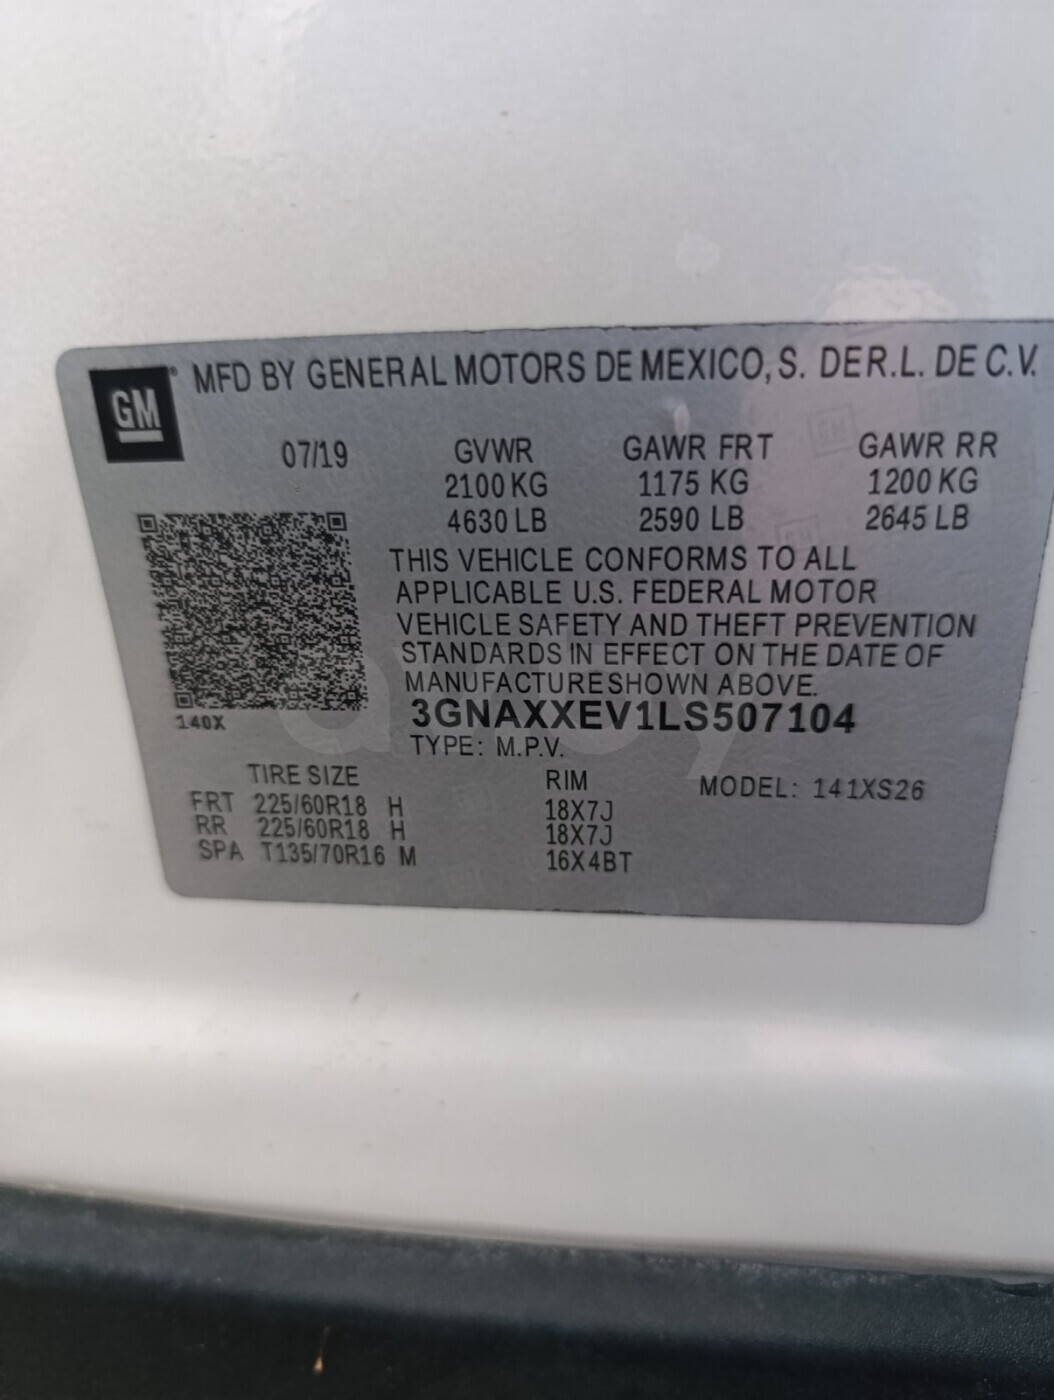 GM MFD BY GENERAL MOTORS DE MEXICO, S. DE R.L. DE C.V.
07/19 GVWR GAWR FRT GAWR RR
2100 KG 1175 KG 1200 KG
4630 LB 2590 LB 2645 LB
THIS VEHICLE CONFORMS TO ALL
APPLICABLE U.S. FEDERAL MOTOR
VEHICLE SAFETY AND THEFT PREVENTION
STANDARDS IN EFFECT ON THE DATE OF
MANUFACTURE SHOWN ABOVE.
140X
3GNAXXEV1LS507104
TYPE: M.P.V.
TIRE SIZE RIM MODEL: 141XS26
FRT 225/60R18 H 18X7J
RR 225/60R18 H 18X7J
SPA T135/70R16 M 16X4BT
av.by